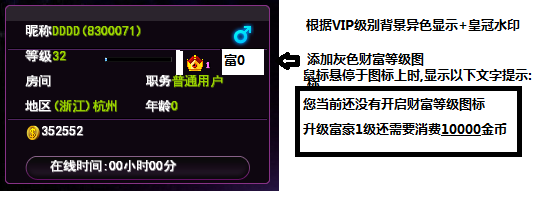 昵称DDDD(8300071)
等级32
1
富0
房间
职务普通用户
地区(浙江)杭州
年龄0
352552
在线时间:00小时00分
根据VIP级别背景异色显示+皇冠水印
添加灰色财富等级图
标
鼠标悬停于图标上时,显示以下文字提示:
您当前还没有开启财富等级图标
升级富豪1级还需要消费10000金币